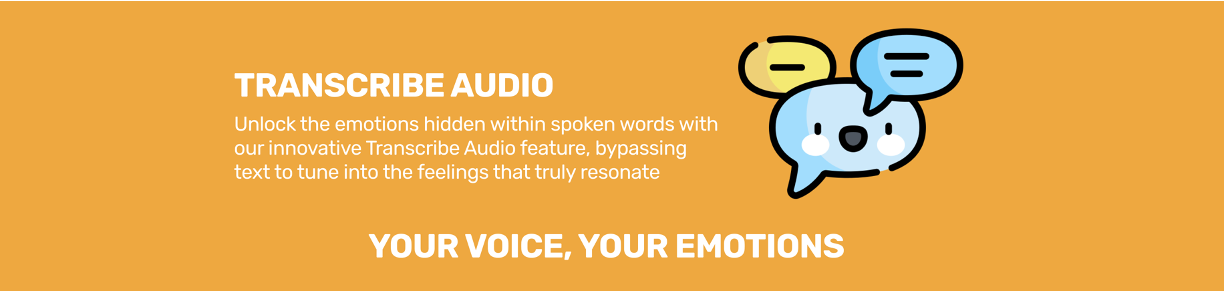 TRANSCRIBE AUDIO
Unlock the emotions hidden within spoken words with
our innovative Transcribe Audio feature, bypassing
text to tune into the feelings that truly resonate
YOUR VOICE, YOUR EMOTIONS